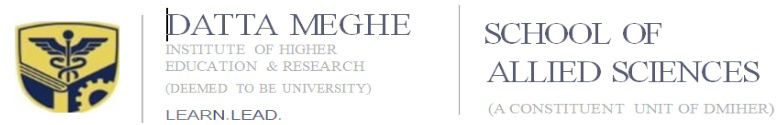 DATTA MEGHE
INSTITUTE OF HIGHER
EDUCATION & RESEARCH
(DEEMED TO BE UNIVERSITY)
LEARN.LEAD.
SCHOOL OF
ALLIED SCIENCES
(A CONSTITUENT UNIT OF DMIHER)